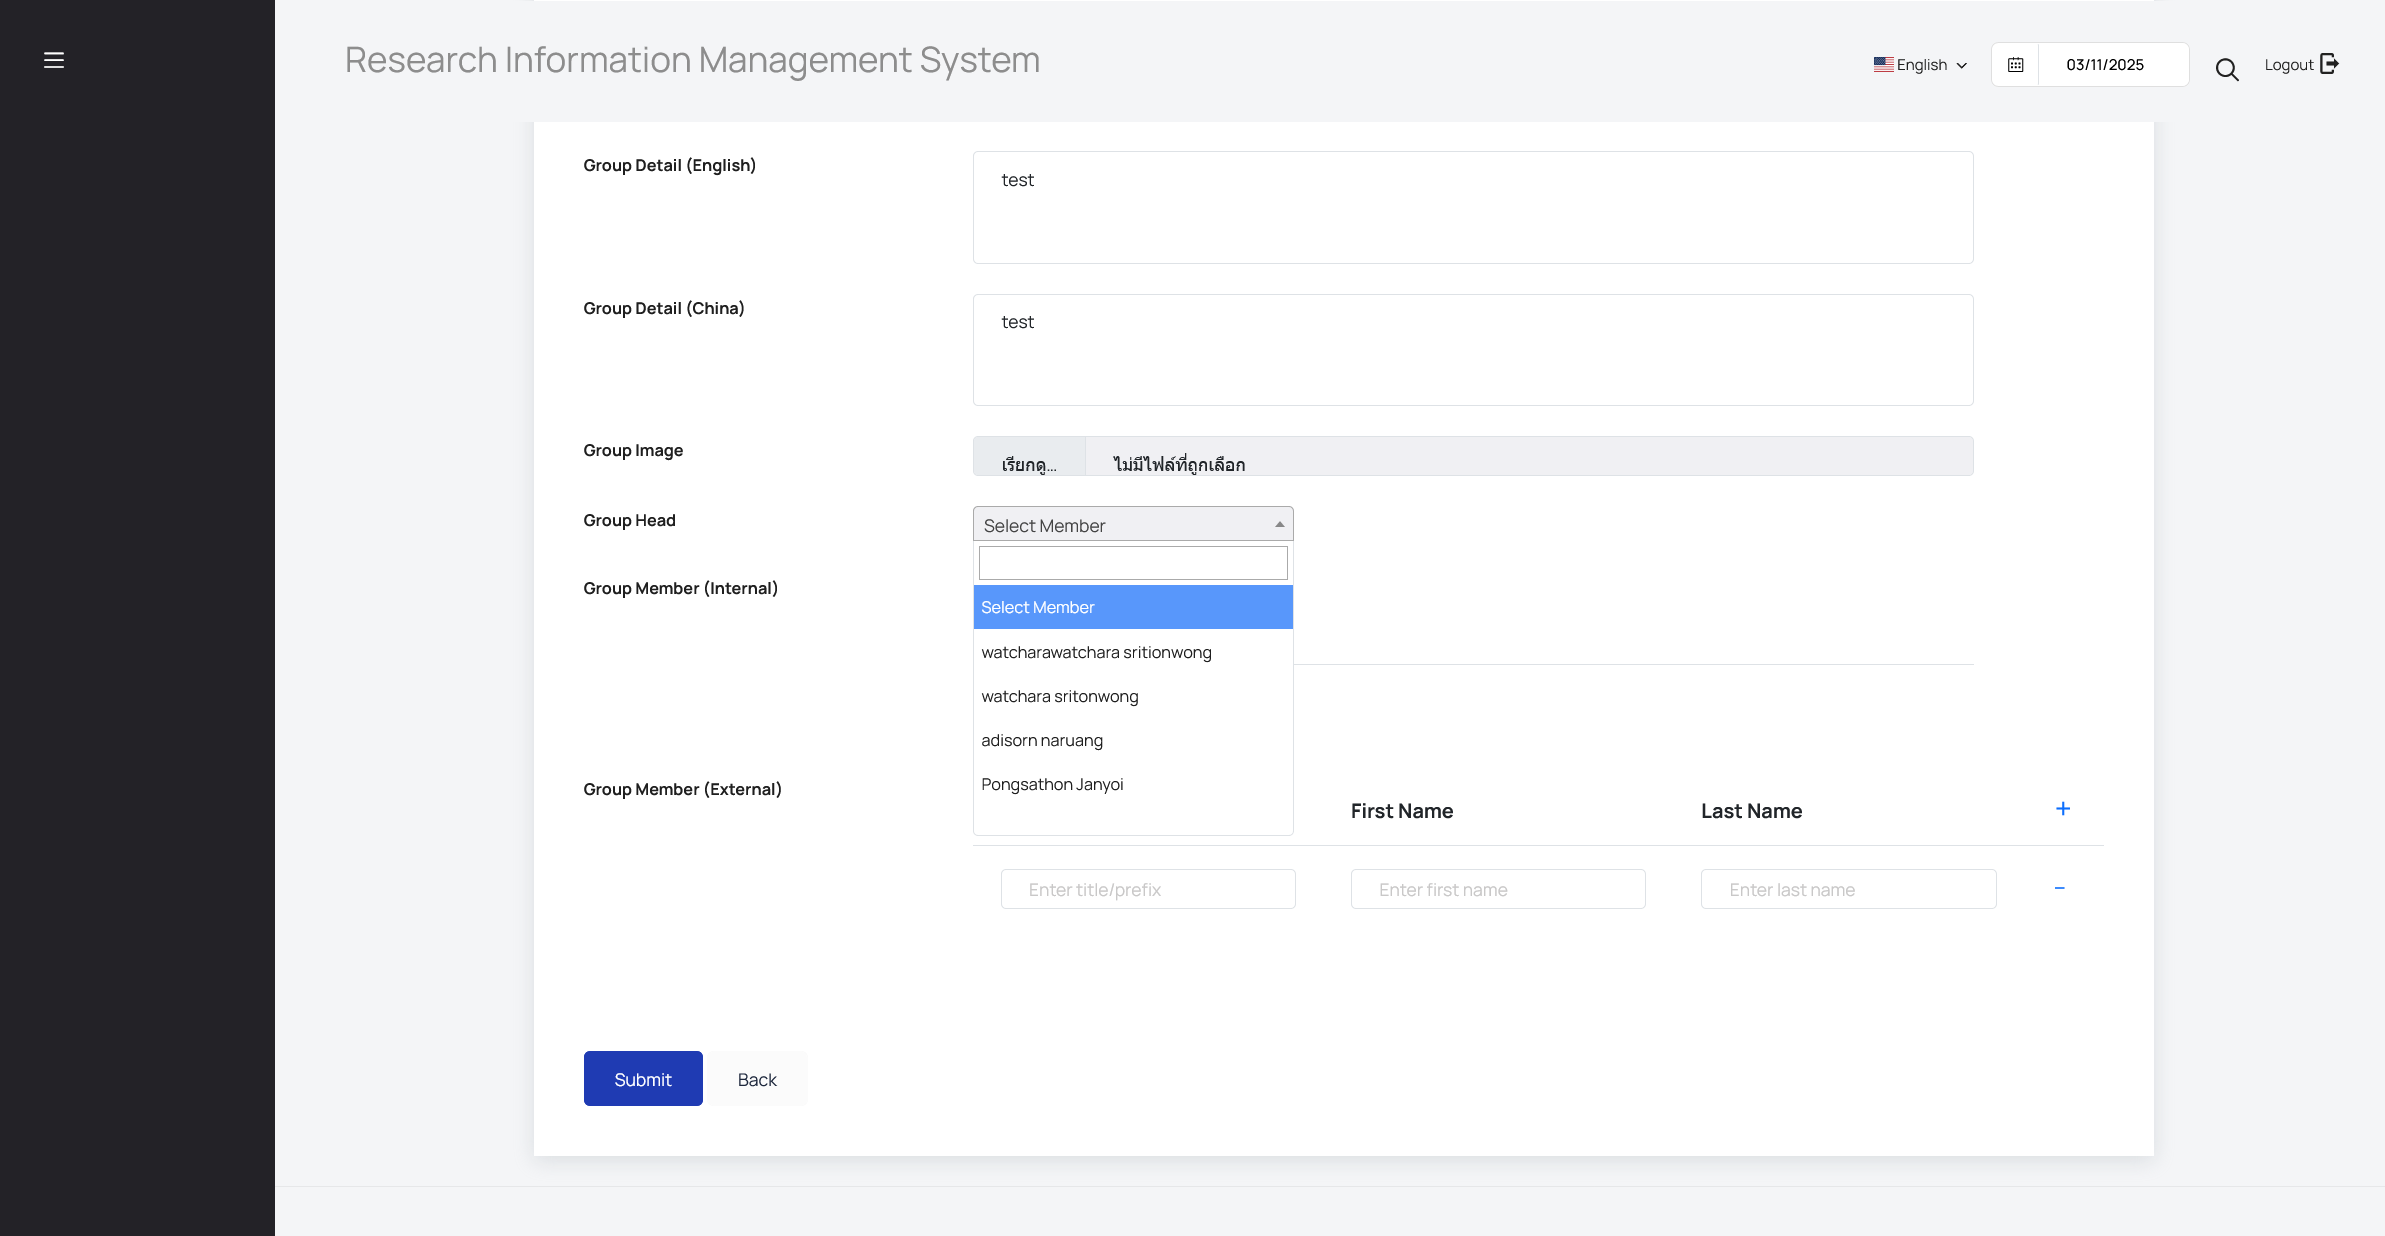 Research Information Management System
English
03/11/2025
Logout
Group Detail (English)
test
Group Detail (China)
test
Group Image
เรียกดู...
ไม่มีไฟล์ที่ถูกเลือก
Group Head
Select Member
Select Member
watcharawatchara sritionwong
watchara sritonwong
adisorn naruang
Pongsathon Janyoi
Group Member (Internal)
Group Member (External)
First Name
Last Name
+
Enter title/prefix
Enter first name
Enter last name
-
Submit
Back